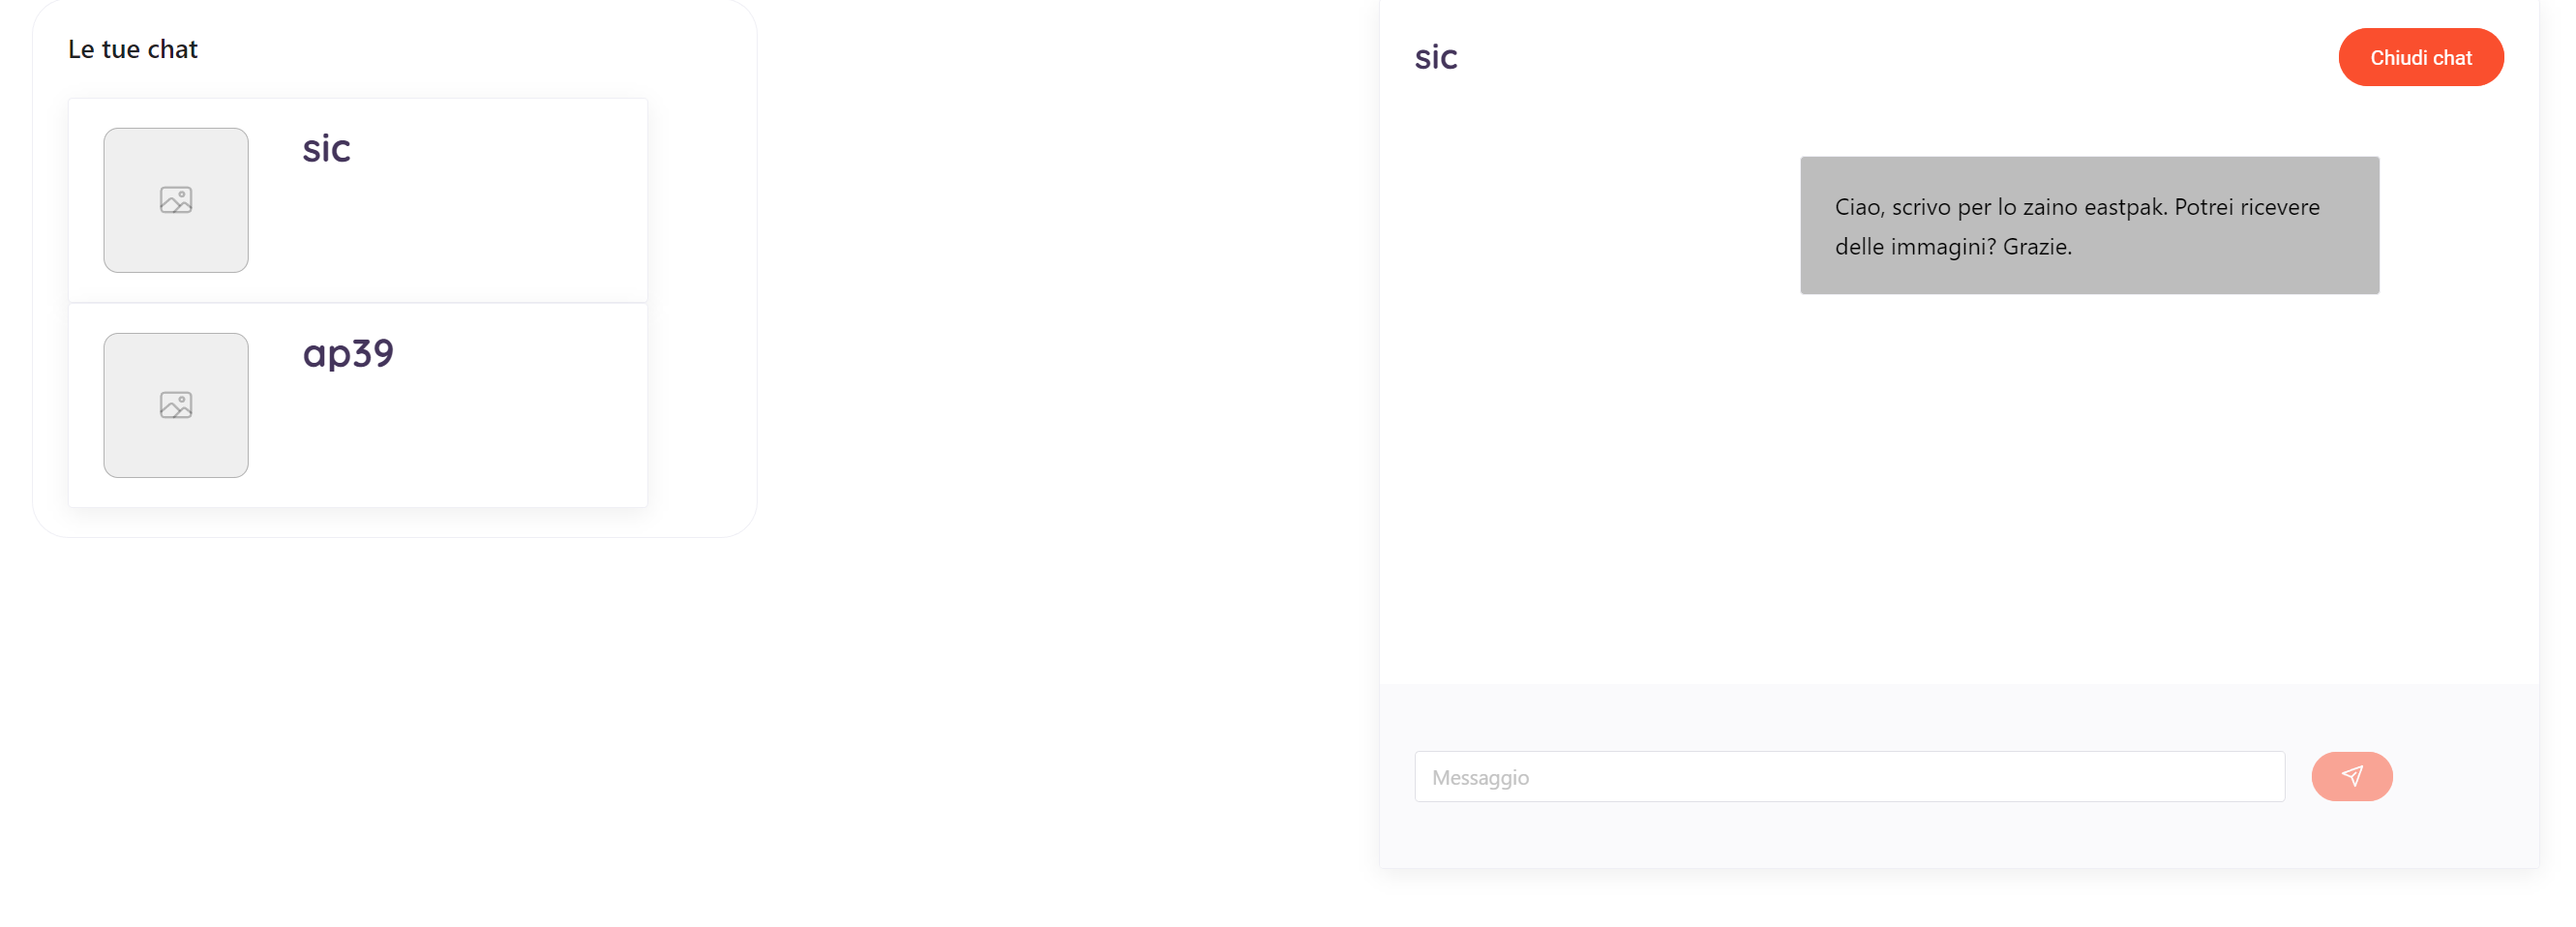 Le tue chat
sic
ap39
sic
Chiudi chat
Ciao, scrivo per lo zaino eastpak. Potrei ricevere
delle immagini? Grazie.
Messaggio